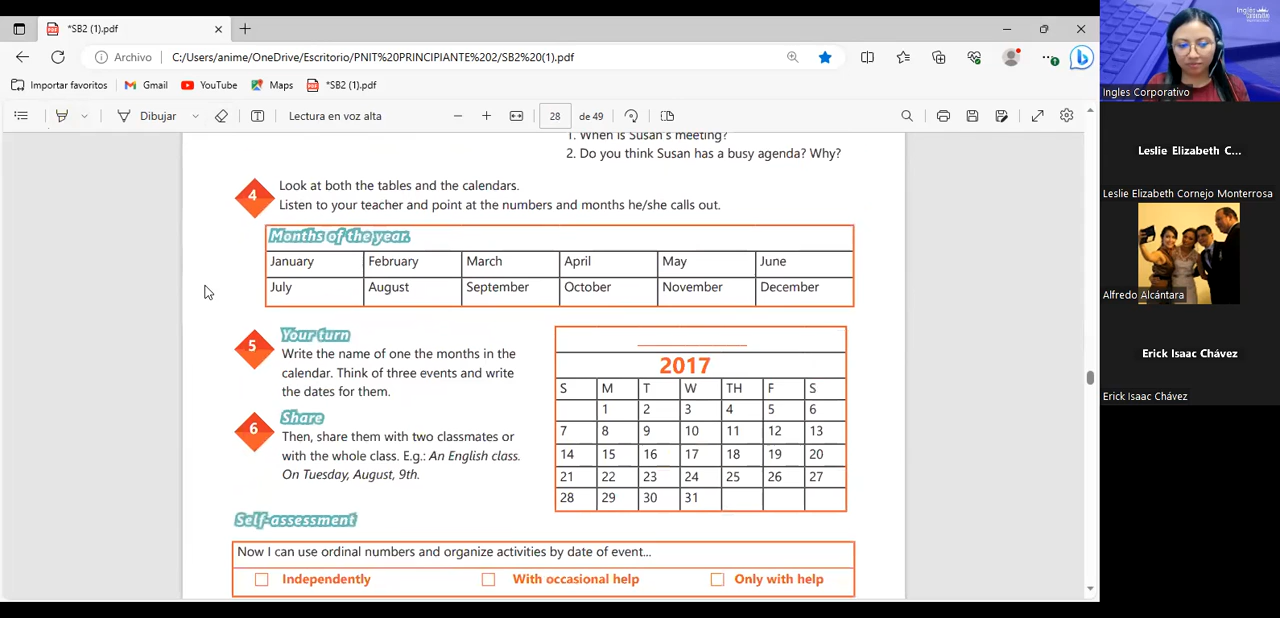 *SB2 (1).pdf
Archivo C:/Users/anime/OneDrive/Escritorio/PNIT%20PRINCIPIANTE%202/SB2%20(1).pdf
Importar favoritos Gmail YouTube Maps *SB2 (1).pdf
Dibujar Lectura en voz alta 28 de 49
1. When is Susan's meeting?
2. Do you think Susan has a busy agenda? Why?
4 Look at both the tables and the calendars.
Listen to your teacher and point at the numbers and months he/she calls out.
Months of the year.
January February March April May June
July August September October November December
5 Your turn
Write the name of one the months in the
calendar. Think of three events and write
the dates for them.
6 Share
Then, share them with two classmates or
with the whole class. E.g.: An English class.
On Tuesday, August, 9th.
2017
S M T W TH F S
1 2 3 4 5 6
7 8 9 10 11 12 13
14 15 16 17 18 19 20
21 22 23 24 25 26 27
28 29 30 31
Self-assessment
Now I can use ordinal numbers and organize activities by date of event...
Independently With occasional help Only with help
Ingles Corporativo
Leslie Elizabeth C...
Leslie Elizabeth Cornejo Monterrosa
Alfredo Alcántara
Erick Isaac Chávez
Erick Isaac Chávez